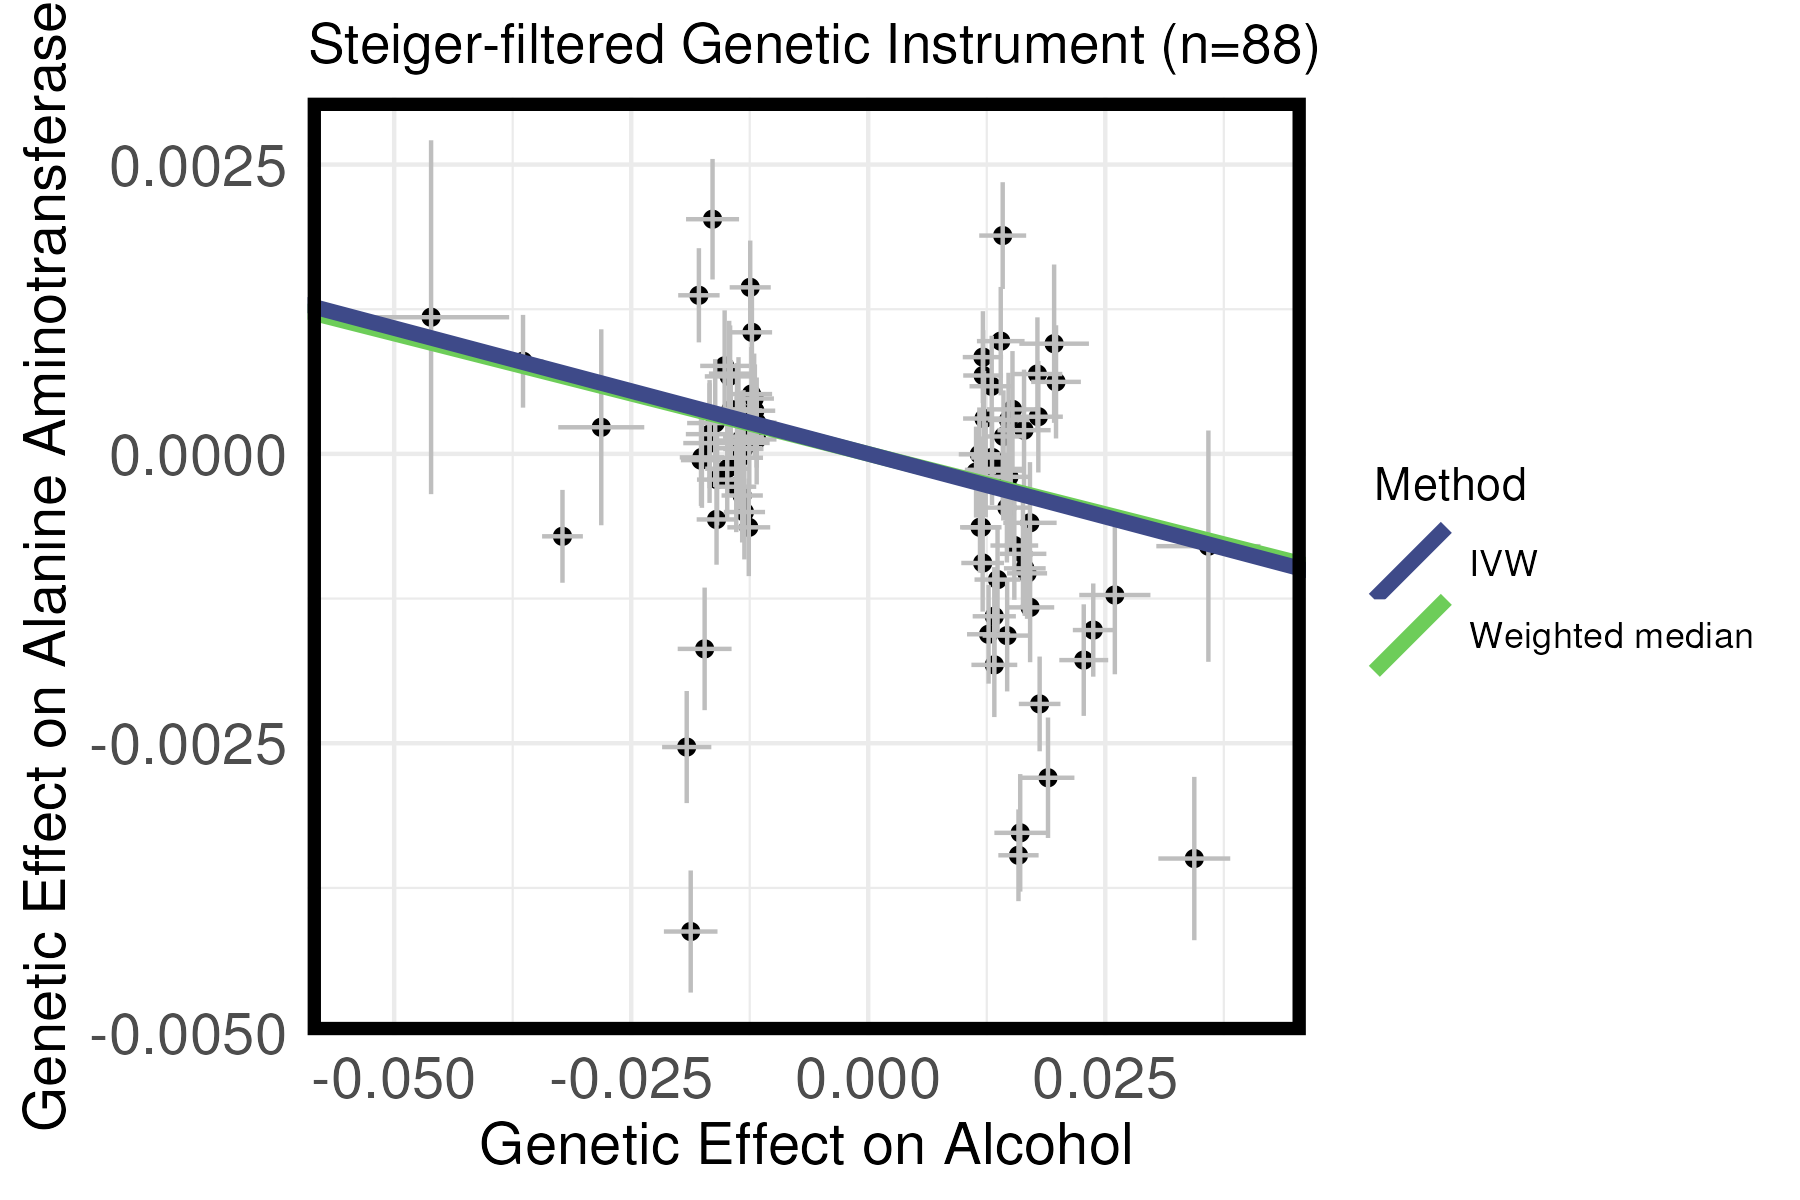 Steiger-filtered Genetic Instrument (n=88)
Genetic Effect on Alanine Aminotransferase
0.0025
0.0000
-0.0025
-0.0050
-0.050 -0.025 0.000 0.025
Genetic Effect on Alcohol
Method
IVW
Weighted median